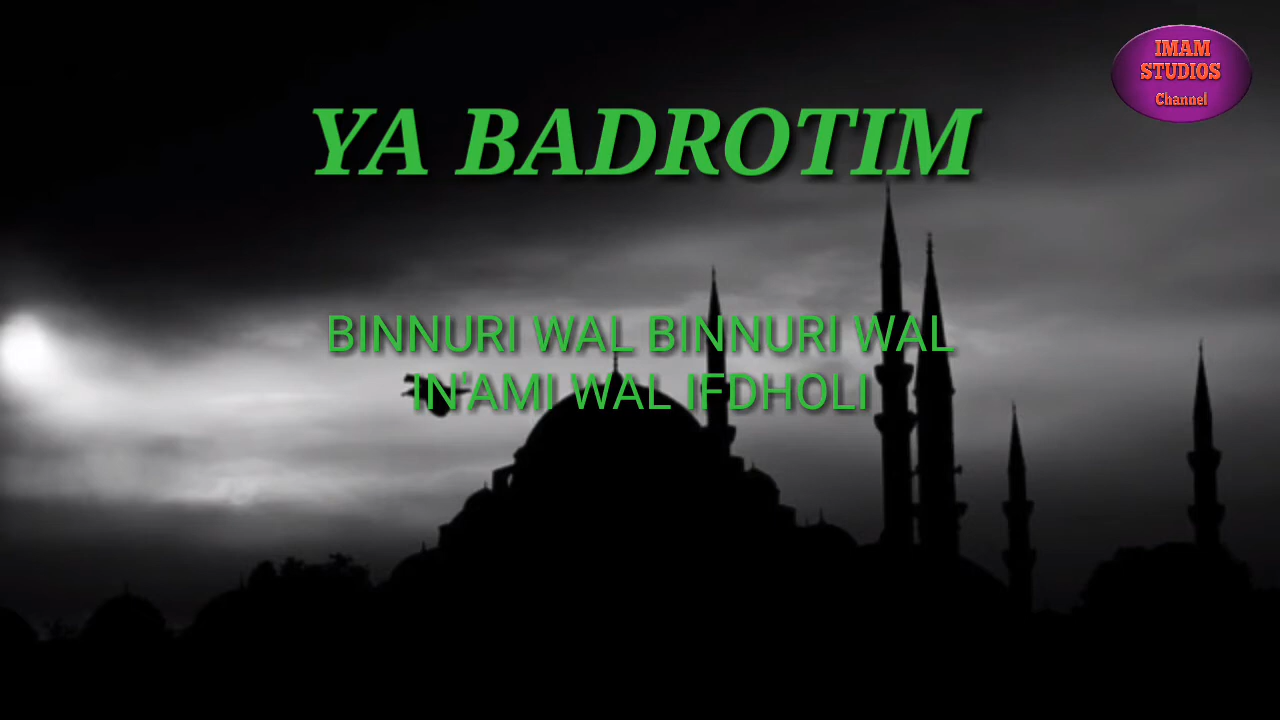 IMAM
STUDIOS
Channel
YA BADROTIM
BINNURI WAL BINNURI WAL
IN'AMI WAL IFDHOLI